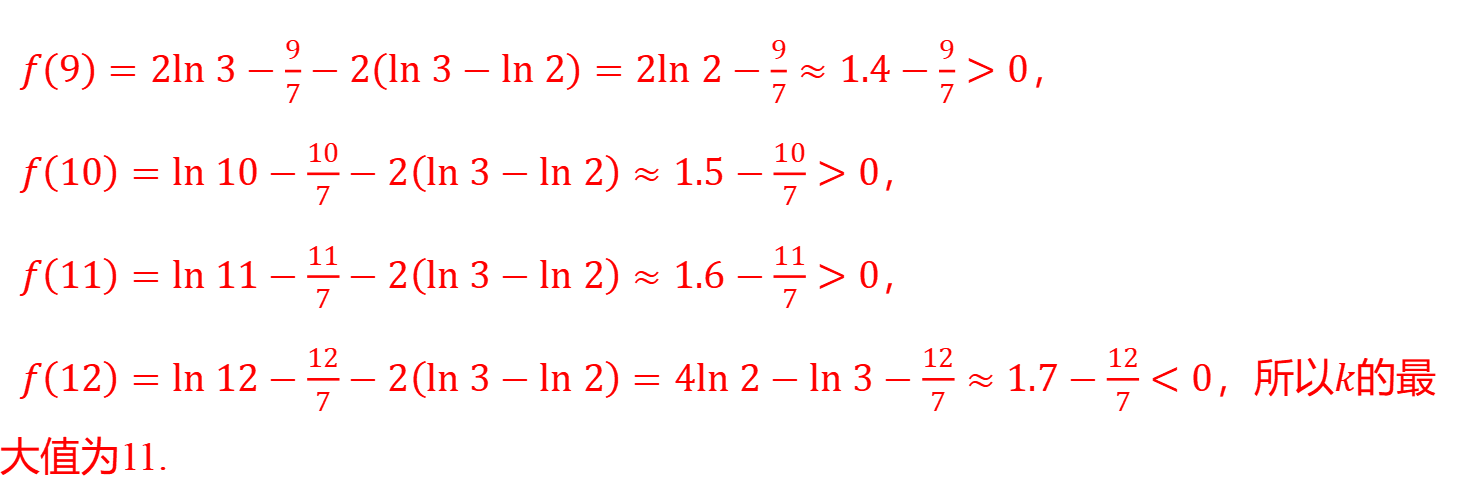 f(9) = 2ln 3 − 9/7 − 2(ln 3 − ln 2) = 2ln 2 − 9/7 ≈ 1.4 − 9/7 > 0,
f(10) = ln 10 − 10/7 − 2(ln 3 − ln 2) ≈ 1.5 − 10/7 > 0,
f(11) = ln 11 − 11/7 − 2(ln 3 − ln 2) ≈ 1.6 − 11/7 > 0,
f(12) = ln 12 − 12/7 − 2(ln 3 − ln 2) = 4ln 2 − ln 3 − 12/7 ≈ 1.7 − 12/7 < 0，所以k的最
大值为11.